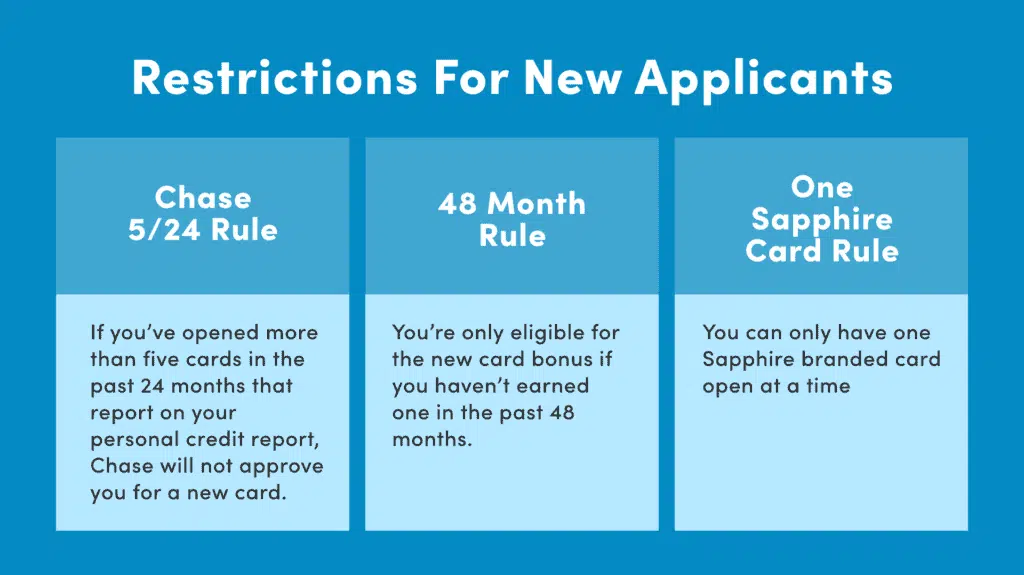 Restrictions For New Applicants
Chase
5/24 Rule
If you’ve opened more
than five cards in the
past 24 months that
report on your
personal credit report,
Chase will not approve
you for a new card.
48 Month
Rule
You’re only eligible for
the new card bonus if
you haven’t earned
one in the past 48
months.
One
Sapphire
Card Rule
You can only have one
Sapphire branded card
open at a time